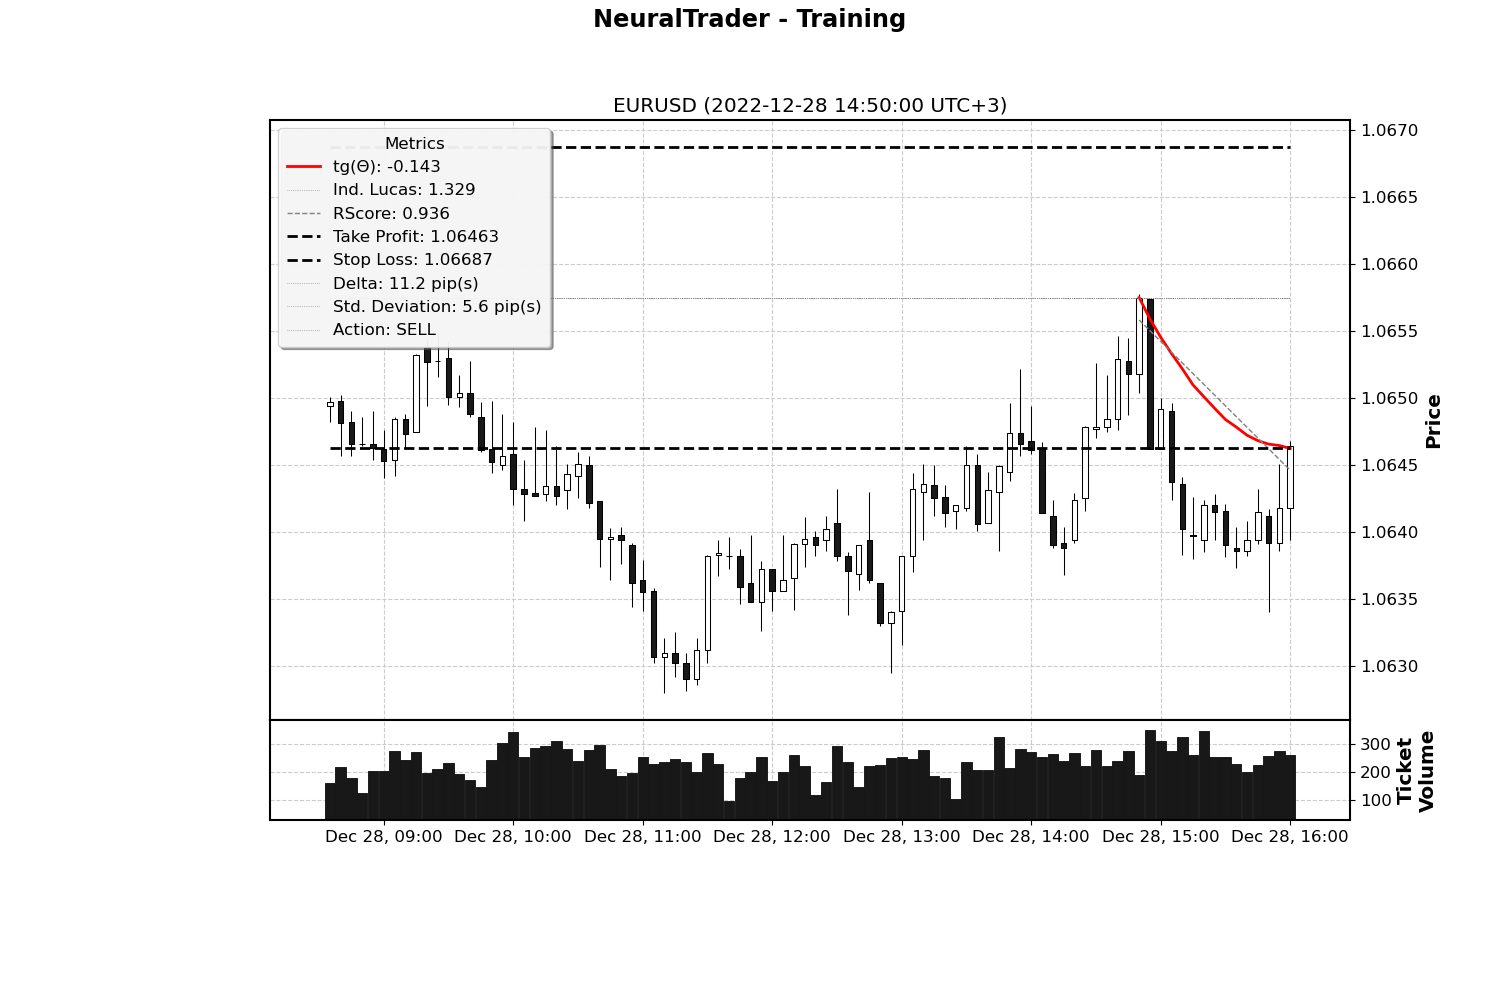 NeuralTrader - Training
EURUSD (2022-12-28 14:50:00 UTC+3)
Metrics
tg(Θ): -0.143
Ind. Lucas: 1.329
RScore: 0.936
Take Profit: 1.06463
Stop Loss: 1.06687
Delta: 11.2 pip(s)
Std. Deviation: 5.6 pip(s)
Action: SELL
1.0670
1.0665
1.0660
1.0655
1.0650
1.0645
1.0640
1.0635
1.0630
Price
300
200
100
Ticket
Volume
Dec 28, 09:00 Dec 28, 10:00 Dec 28, 11:00 Dec 28, 12:00 Dec 28, 13:00 Dec 28, 14:00 Dec 28, 15:00 Dec 28, 16:00